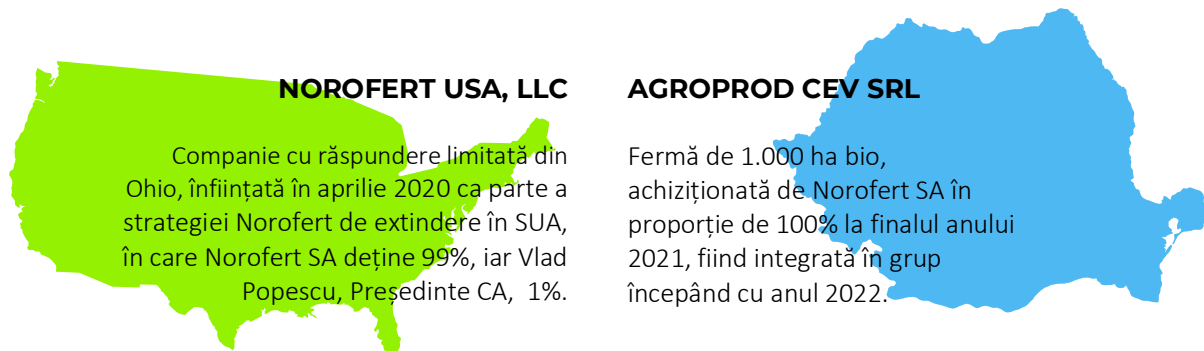 NOROFERT USA, LLC
Companie cu răspundere limitată din
Ohio, înființată în aprilie 2020 ca parte a
strategiei Norofert de extindere în SUA,
în care Norofert SA deține 99%, iar Vlad
Popescu, Președinte CA, 1%.
AGROPROD CEV SRL
Fermă de 1.000 ha bio,
achiziționată de Norofert SA în
proporție de 100% la finalul anului
2021, fiind integrată în grup
începând cu anul 2022.